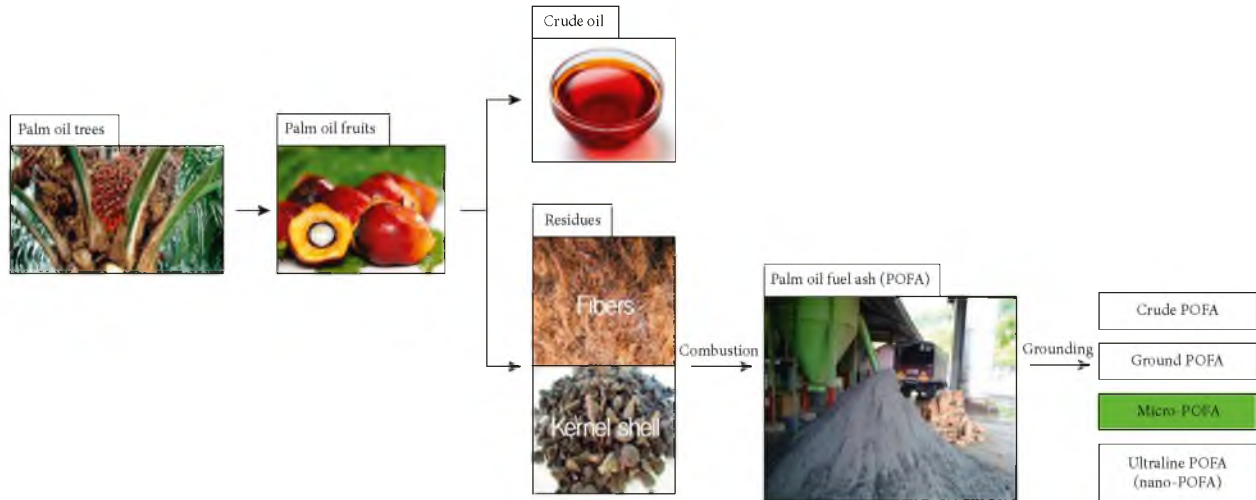 Crude oil
Palm oil trees
Palm oil fruits
Residues
Fibers
Kernel shell
Combustion
Palm oil fuel ash (POFA)
Grounding
Crude POFA
Ground POFA
Micro-POFA
Ultraline POFA
(nano-POFA)